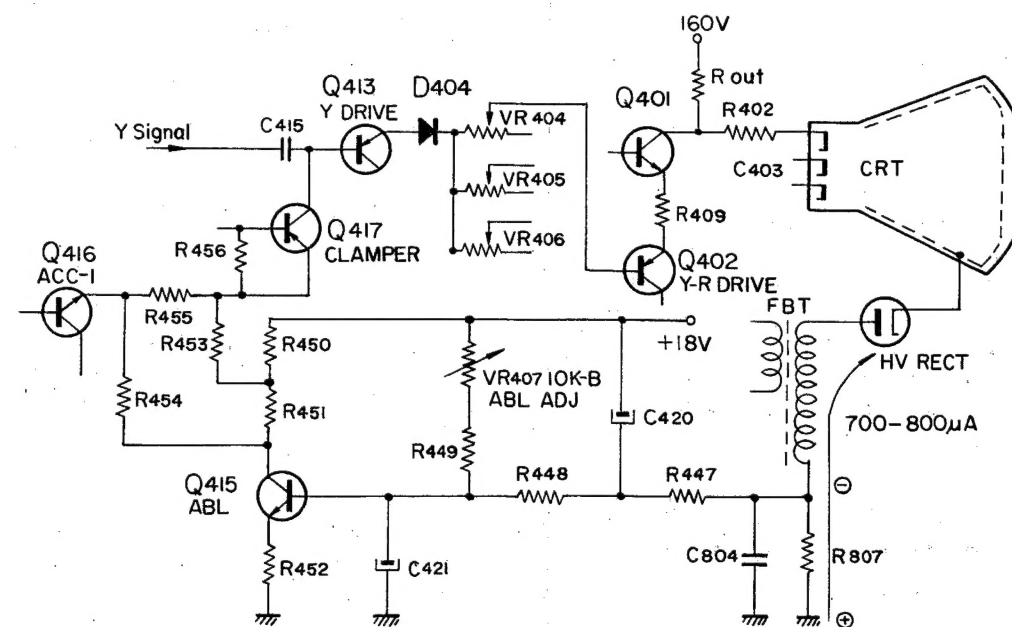 160V
Q413
Y DRIVE
D404
Q401
R out
R402
Y Signal
C415
VR404
C403
CRT
VR405
R409
Q417
CLAMPER
R456
VR406
Q416
ACC-1
Q402
Y-R DRIVE
R455
FBT
R453
R450
+18V
HV RECT
VR407 10K-B
ABL ADJ
R454
R451
C420
700-800μA
R449
Q415
ABL
R448
R447
⊖
R452
C421
C804
R807
⊕